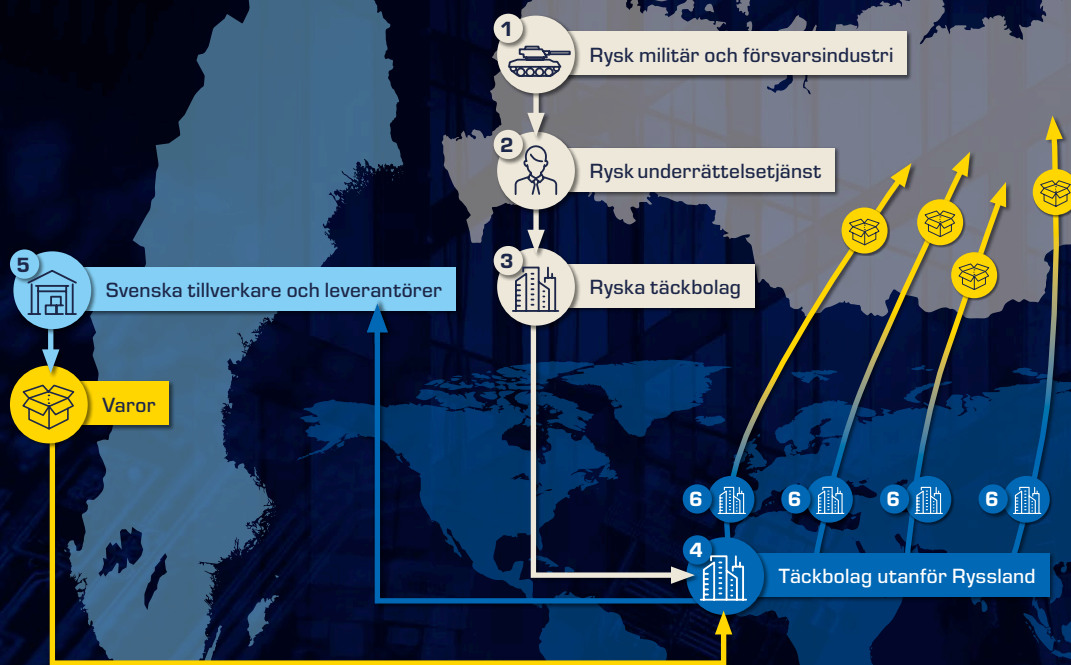 1
Rysk militär och försvarsindustri
2
Rysk underrättelsetjänst
3
Ryska täckbolag
5
Svenska tillverkare och leverantörer
Varor
6
6
6
6
4
Täckbolag utanför Ryssland